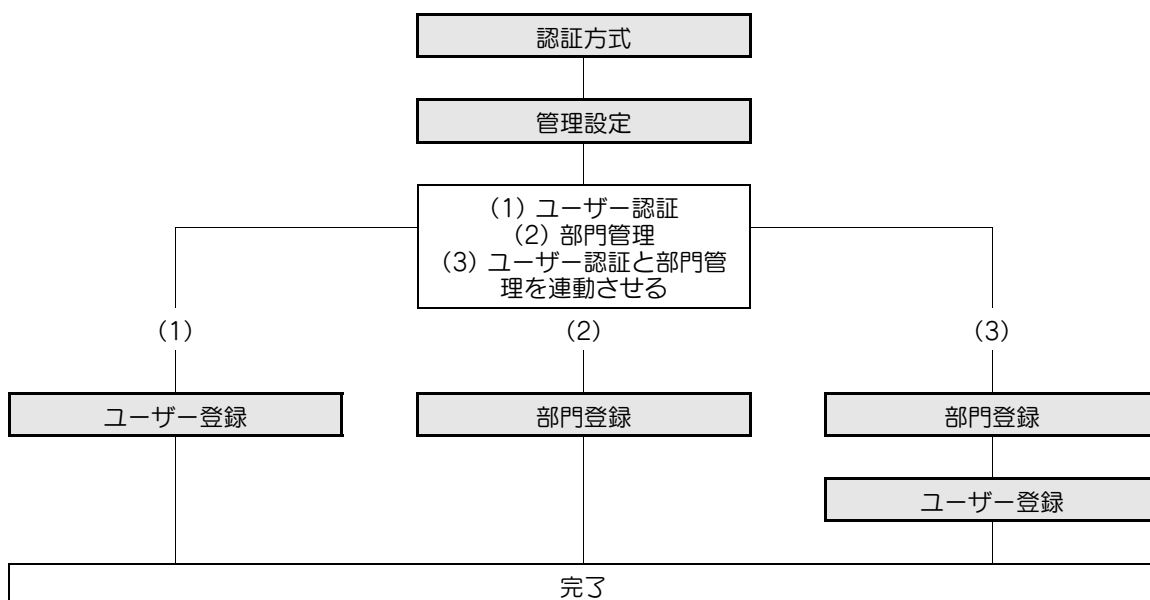 認証方式
管理設定
（1）ユーザー認証
（2）部門管理
（3）ユーザー認証と部門管
理を連動させる
（1）
（2）
（3）
ユーザー登録
部門登録
部門登録
ユーザー登録
完了